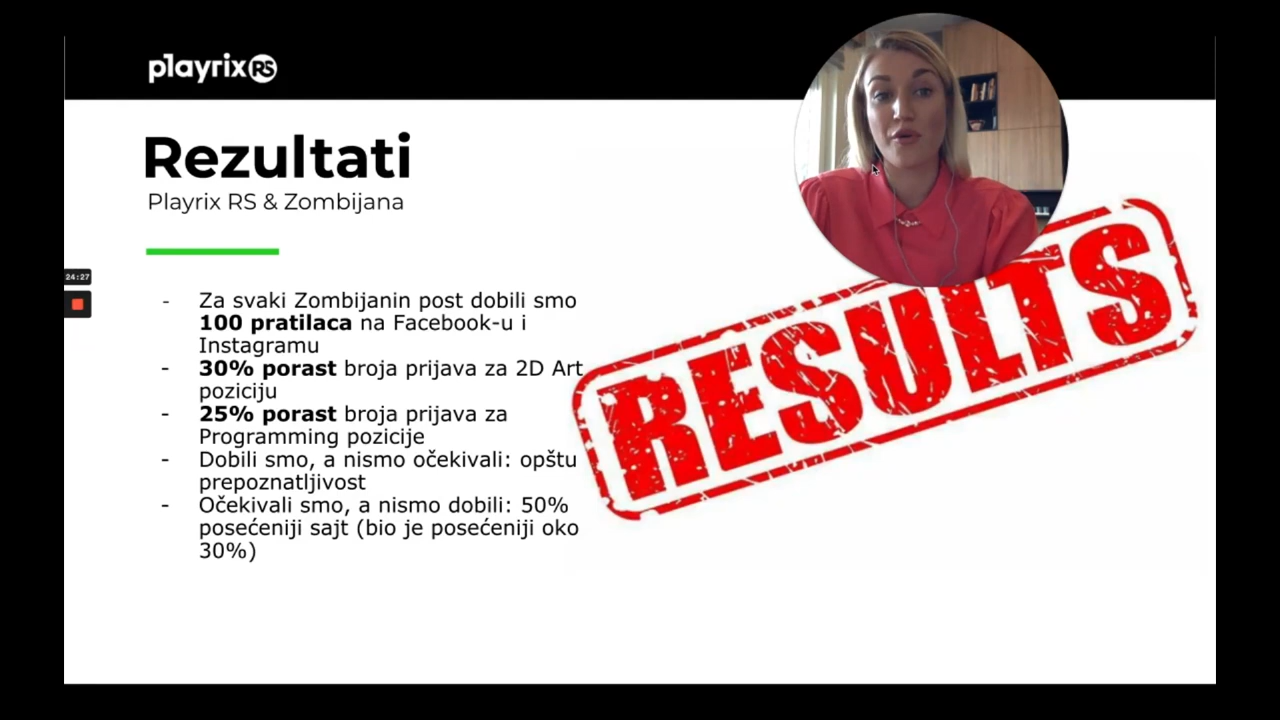 playrix RS
Rezultati
Playrix RS & Zombijana
24:27
- Za svaki Zombijanin post dobili smo
100 pratilaca na Facebook-u i
Instagramu
- 30% porast broja prijava za 2D Art
poziciju
- 25% porast broja prijava za
Programming pozicije
- Dobili smo, a nismo očekivali: opštu
prepoznatljivost
- Očekivali smo, a nismo dobili: 50%
posećeniji sajt (bio je posećeniji oko
30%)
RESULTS